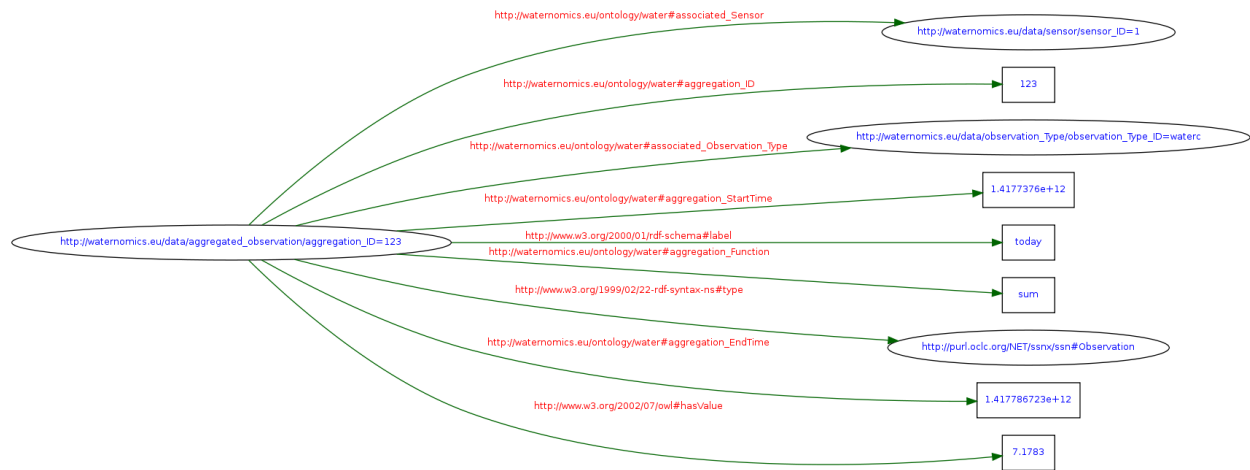 http://waternomics.eu/ontology/water#associated_Sensor
http://waternomics.eu/data/sensor/sensor_ID=1
http://waternomics.eu/ontology/water#aggregation_ID
123
http://waternomics.eu/data/observation_Type/observation_Type_ID=waterc
http://waternomics.eu/ontology/water#associated_Observation_Type
1.4177376e+12
http://waternomics.eu/ontology/water#aggregation_StartTime
http://www.w3.org/2000/01/rdf-schema#label
http://waternomics.eu/data/aggregated_observation/aggregation_ID=123
today
http://waternomics.eu/ontology/water#aggregation_Function
http://www.w3.org/1999/02/22-rdf-syntax-ns#type
sum
http://waternomics.eu/ontology/water#aggregation_EndTime
http://purl.oclc.org/NET/ssnx/ssn#Observation
1.417786723e+12
http://www.w3.org/2002/07/owl#hasValue
7.1783